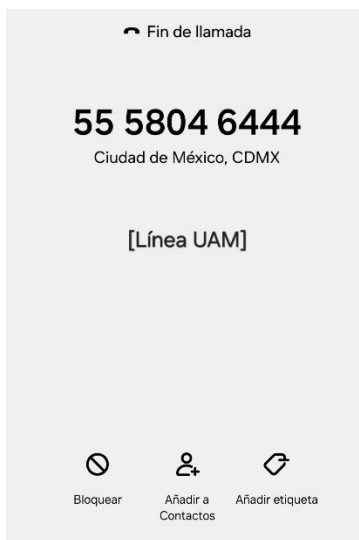 Fin de llamada
55 5804 6444
Ciudad de México, CDMX
[Línea UAM]
Bloquear
Añadir a
Contactos
Añadir etiqueta